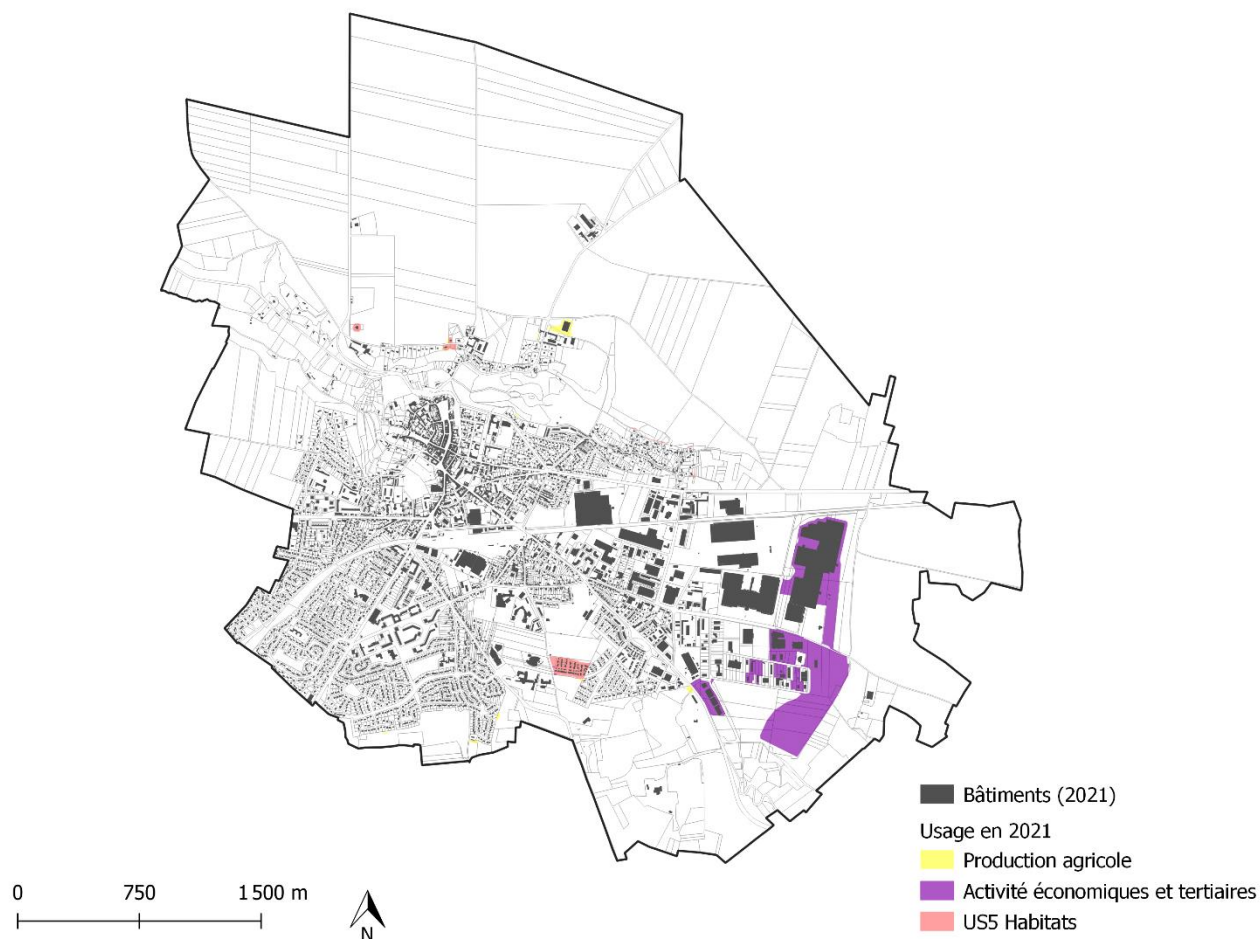 Bâtiments (2021)
Usage en 2021
Production agricole
Activité économiques et tertiaires
US5 Habitats
0 750 1 500 m
N